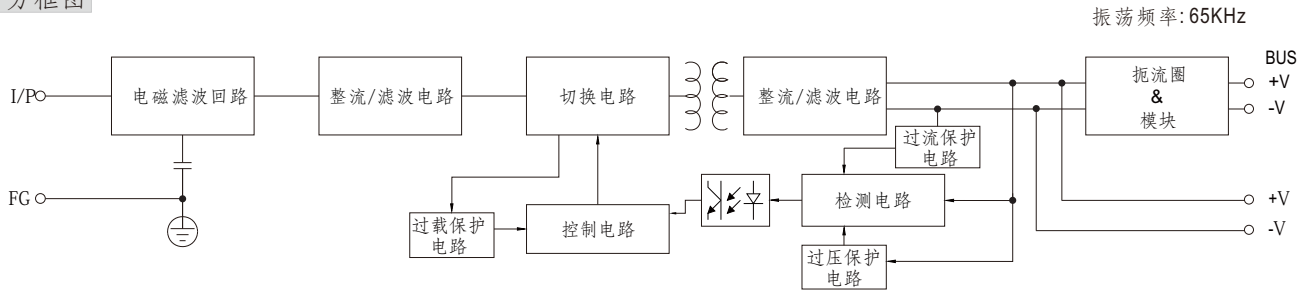 方框图
振荡频率: 65KHz
I/P
电磁滤波回路
整流/滤波电路
切换电路
整流/滤波电路
扼流圈
&
模块
BUS
+V
-V
过流保护
电路
FG
过载保护
电路
控制电路
检测电路
+V
-V
过压保护
电路